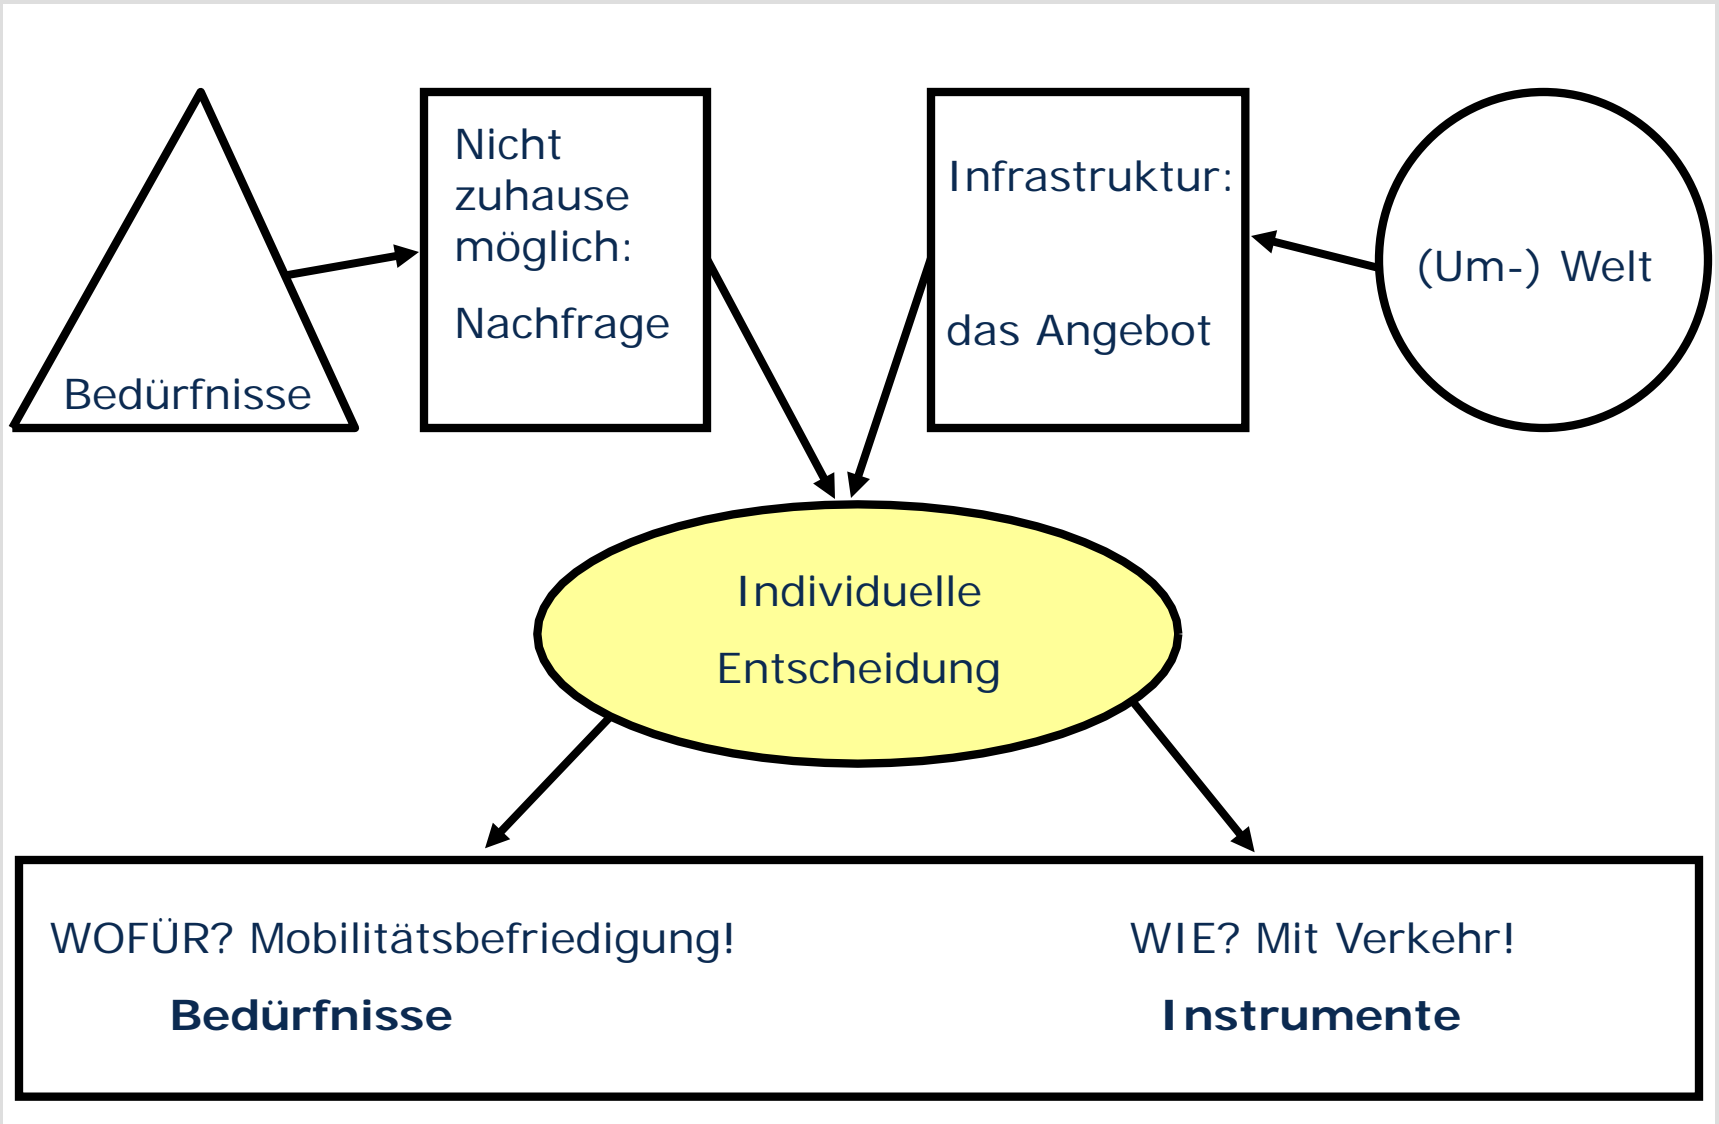 Bedürfnisse
Nicht
zuhause
möglich:
Nachfrage
Infrastruktur:
das Angebot
(Um-) Welt
Individuelle
Entscheidung
WOFÜR? Mobilitätsbefriedigung!
Bedürfnisse
WIE? Mit Verkehr!
Instrumente